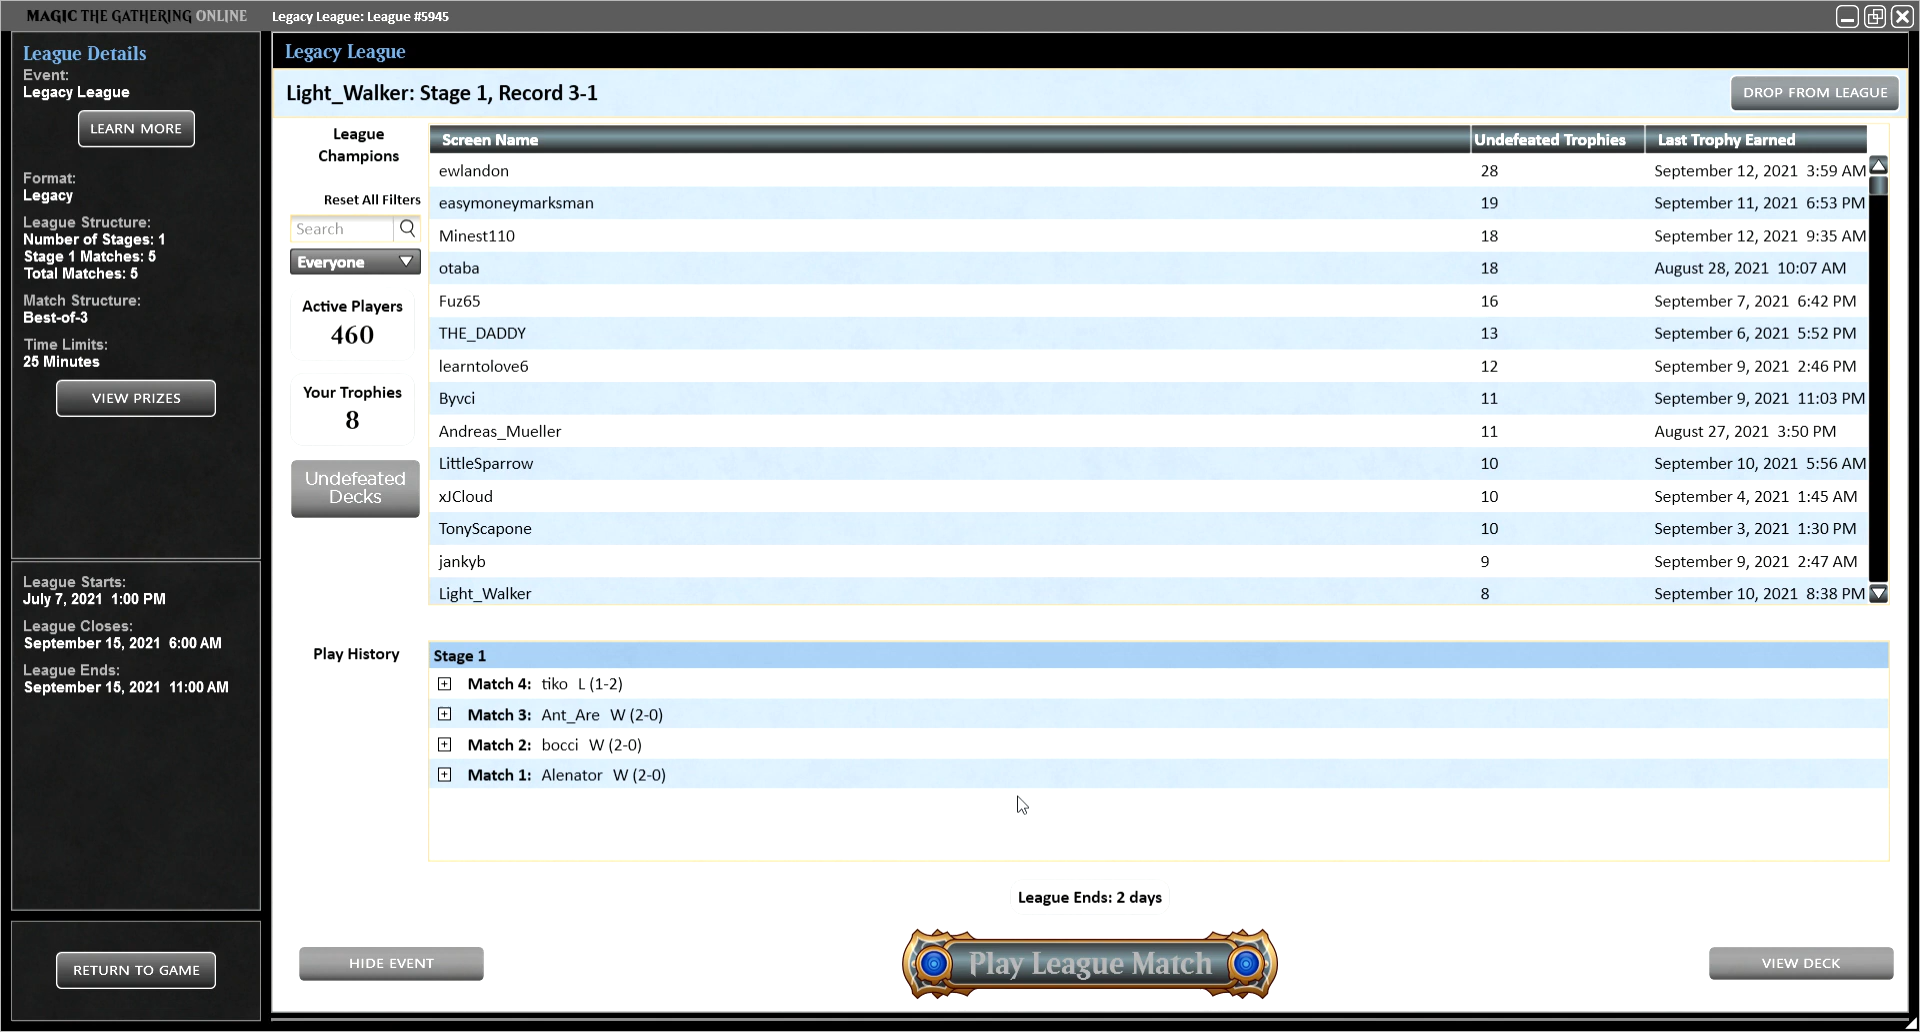 MAGIC THE GATHERING ONLINE
Legacy League: League #5945
League Details
Event:
Legacy League
LEARN MORE
Format:
Legacy
League Structure:
Number of Stages: 1
Stage 1 Matches: 5
Total Matches: 5
Match Structure:
Best-of-3
Time Limits:
25 Minutes
VIEW PRIZES
League Starts:
July 7, 2021 1:00 PM
League Closes:
September 15, 2021 6:00 AM
League Ends:
September 15, 2021 11:00 AM
RETURN TO GAME
Legacy League
Light_Walker: Stage 1, Record 3-1
DROP FROM LEAGUE
League
Champions
Reset All Filters
Search
Everyone
Active Players
460
Your Trophies
8
Undefeated
Decks
Screen Name Undefeated Trophies Last Trophy Earned
ewlandon 28 September 12, 2021 3:59 AM
easymoneymarksman 19 September 11, 2021 6:53 PM
Minest110 18 September 12, 2021 9:35 AM
otaba 18 August 28, 2021 10:07 AM
Fuz65 16 September 7, 2021 6:42 PM
THE_DADDY 13 September 6, 2021 5:52 PM
learntolove6 12 September 9, 2021 2:46 PM
Byvci 11 September 9, 2021 11:03 PM
Andreas_Mueller 11 August 27, 2021 3:50 PM
LittleSparrow 10 September 10, 2021 5:56 AM
xJCloud 10 September 4, 2021 1:45 AM
TonyScapone 10 September 3, 2021 1:30 PM
jankyb 9 September 9, 2021 2:47 AM
Light_Walker 8 September 10, 2021 8:38 PM
Play History
Stage 1
Match 4: tiko L (1-2)
Match 3: Ant_Are W (2-0)
Match 2: bocci W (2-0)
Match 1: Alenator W (2-0)
League Ends: 2 days
HIDE EVENT
Play League Match
VIEW DECK